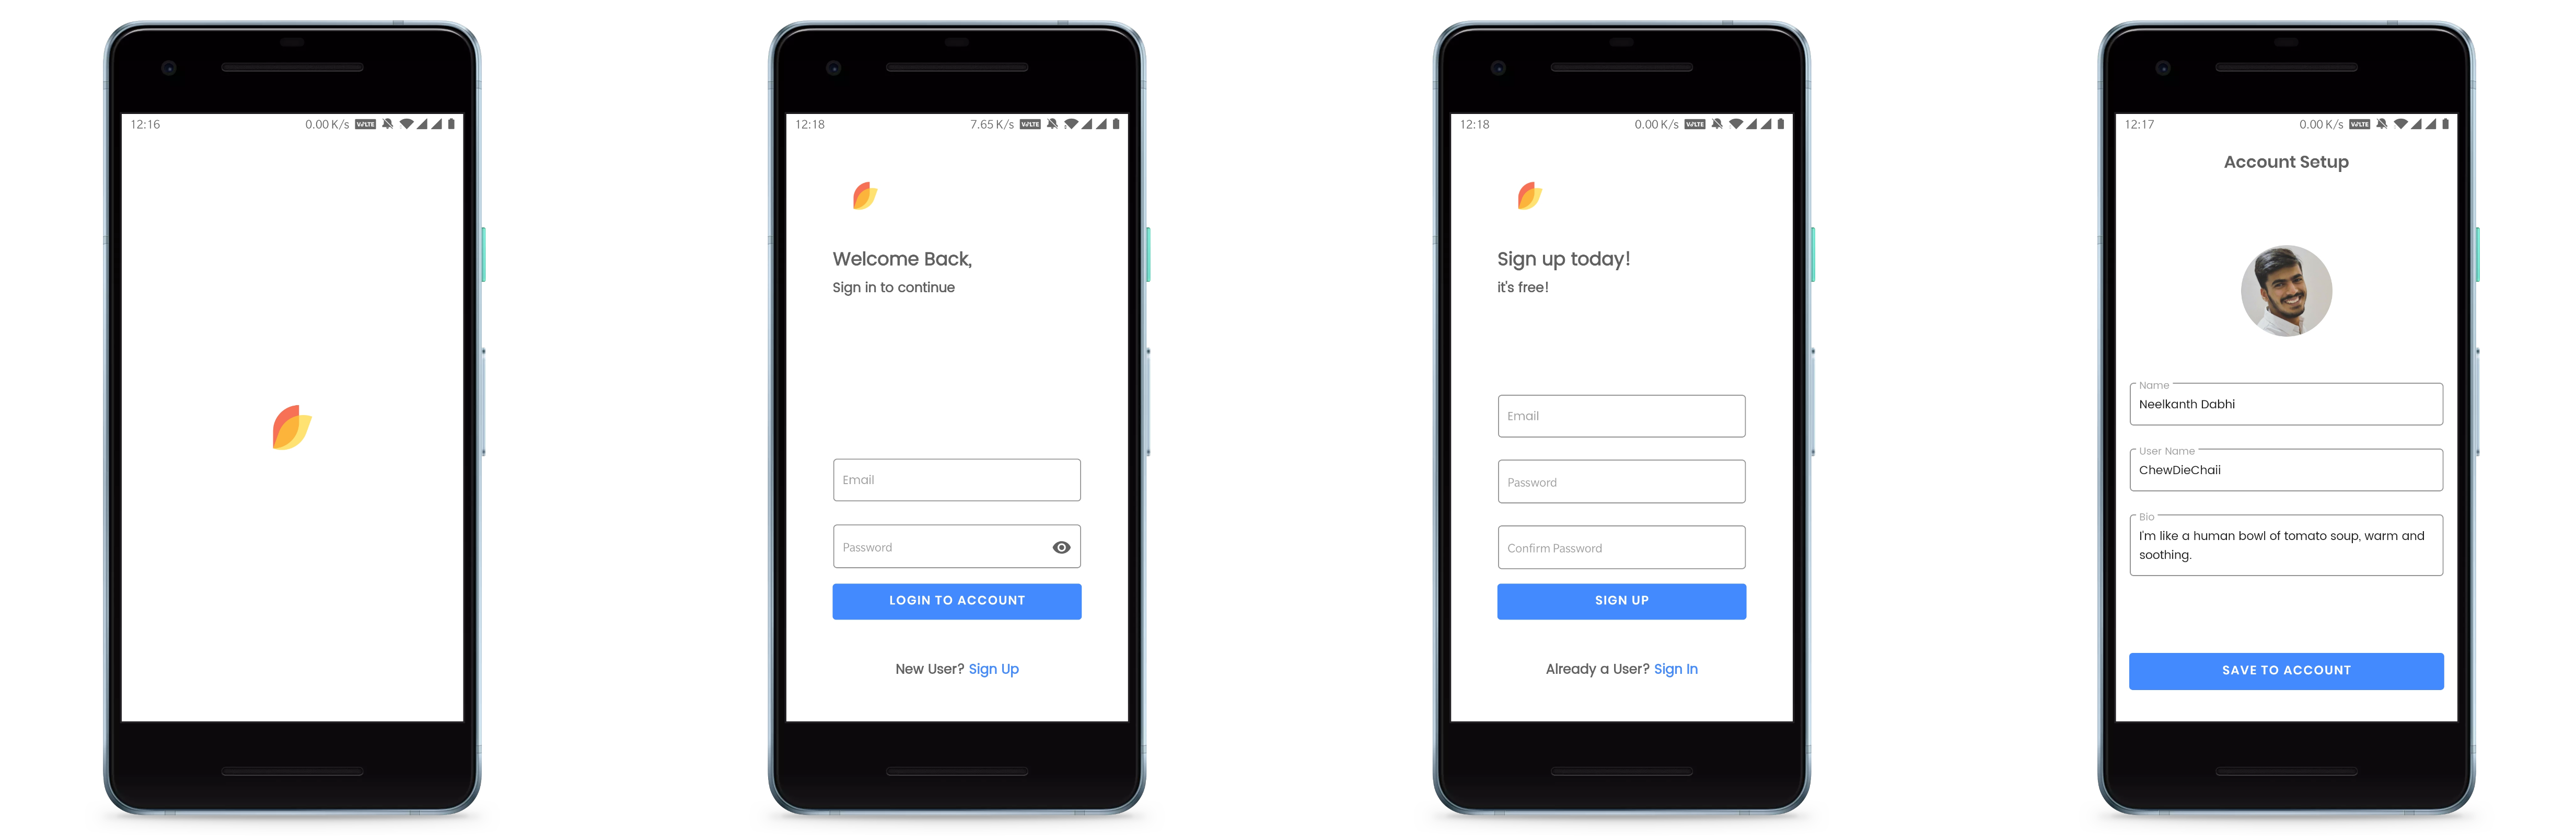 12:16 0.00 K/s VoLTE
12:18 7.65 K/s VoLTE
Welcome Back,
Sign in to continue
Email
Password
LOGIN TO ACCOUNT
New User? Sign Up
12:18 0.00 K/s VoLTE
Sign up today!
it's free!
Email
Password
Confirm Password
SIGN UP
Already a User? Sign In
12:17 0.00 K/s VoLTE
Account Setup
Name
Neelkanth Dabhi
User Name
ChewDieChaii
Bio
I'm like a human bowl of tomato soup, warm and
soothing.
SAVE TO ACCOUNT